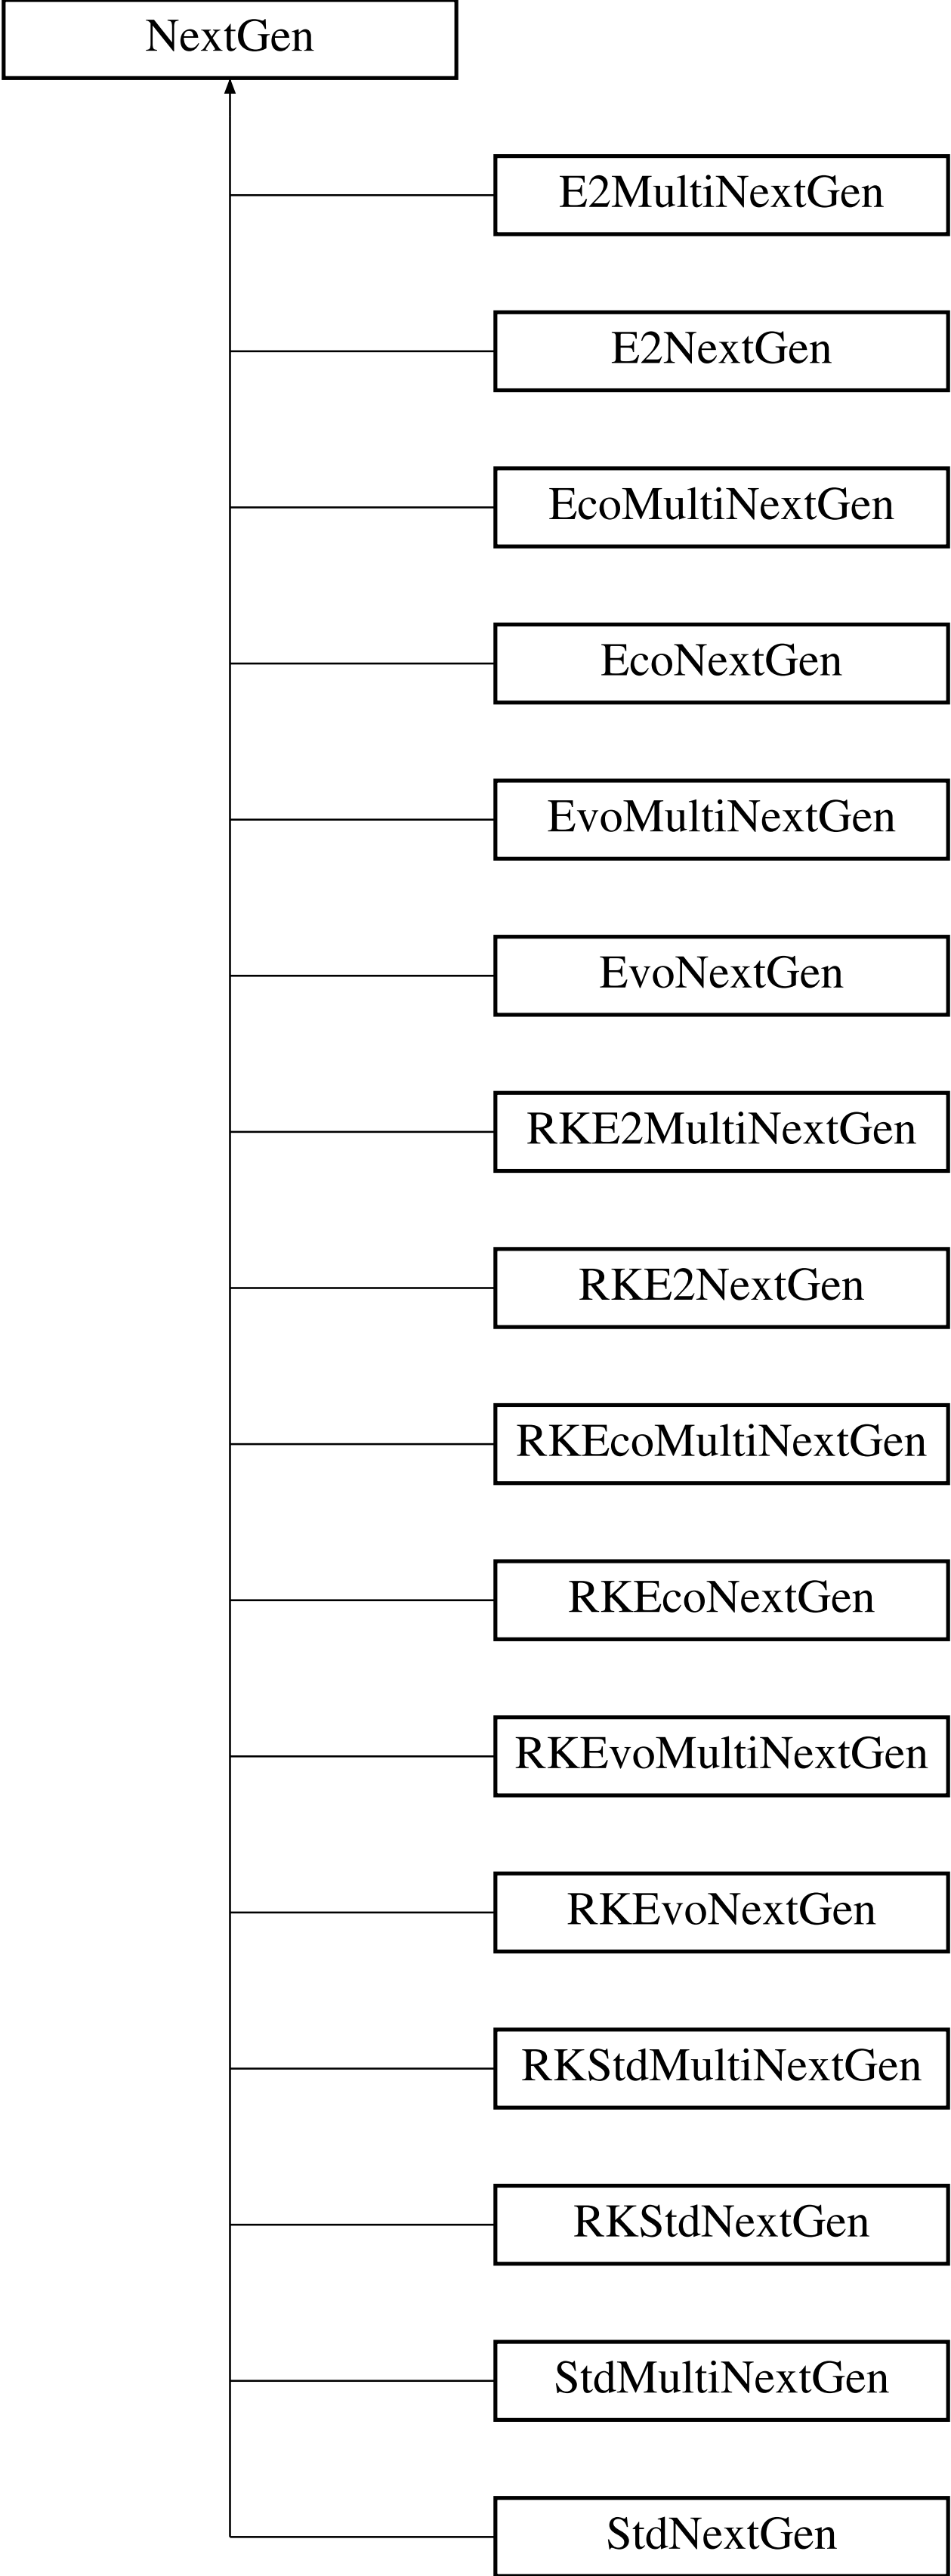 NextGen
E2MultiNextGen
E2NextGen
EcoMultiNextGen
EcoNextGen
EvoMultiNextGen
EvoNextGen
RKE2MultiNextGen
RKE2NextGen
RKEcoMultiNextGen
RKEcoNextGen
RKEvoMultiNextGen
RKEvoNextGen
RKStdMultiNextGen
RKStdNextGen
StdMultiNextGen
StdNextGen